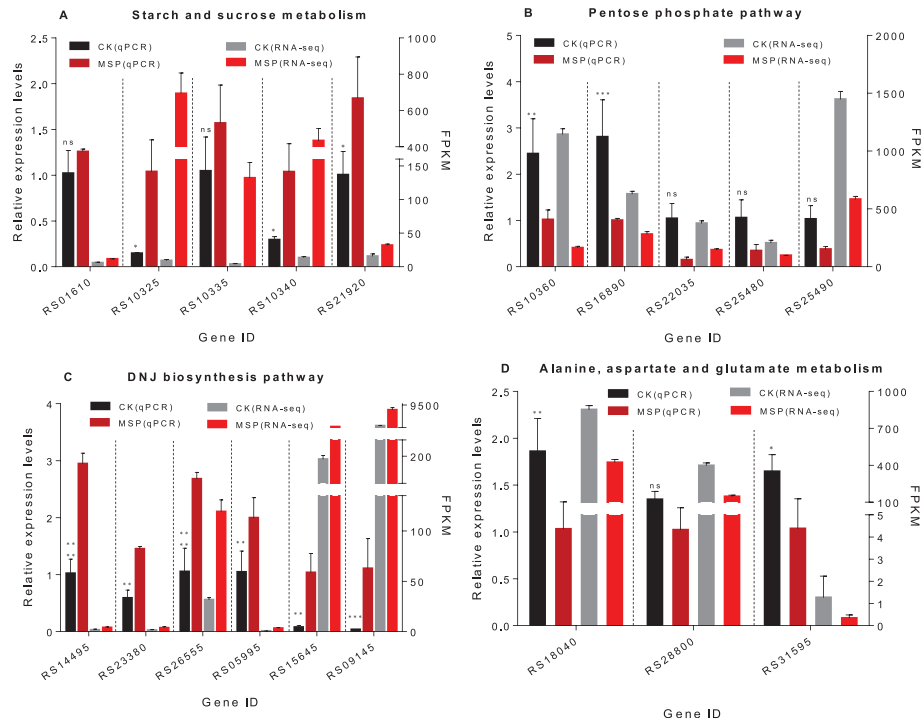 A Starch and sucrose metabolism
CK(qPCR) CK(RNA-seq)
MSP(qPCR) MSP(RNA-seq)
Relative expression levels
2.5
2.0
1.5
1.0
0.5
0.0
1000
800
600
400
150
100
50
0
FPKM
ns * ns * *
RS01610 RS10325 RS10335 RS10340 RS21920
Gene ID
B Pentose phosphate pathway
CK(qPCR) CK(RNA-seq)
MSP(qPCR) MSP(RNA-seq)
Relative expression levels
5
4
3
2
1
0
2000
1500
1000
500
0
FPKM
** *** ns ns ns
RS10360 RS16890 RS22035 RS25480 RS25490
Gene ID
C DNJ biosynthesis pathway
CK(qPCR) CK(RNA-seq)
MSP(qPCR) MSP(RNA-seq)
Relative expression levels
4
3
2
1
0
9500
200
100
50
0
FPKM
** ** ** ** ** ** ***
RS14495 RS23380 RS26555 RS05995 RS15645 RS09145
Gene ID
D Alanine, aspartate and glutamate metabolism
CK(qPCR) CK(RNA-seq)
MSP(qPCR) MSP(RNA-seq)
Relative expression levels
2.5
2.0
1.5
1.0
0.5
0.0
1000
700
400
100
5
4
3
2
1
0
FPKM
** ns *
RS18040 RS28800 RS31595
Gene ID